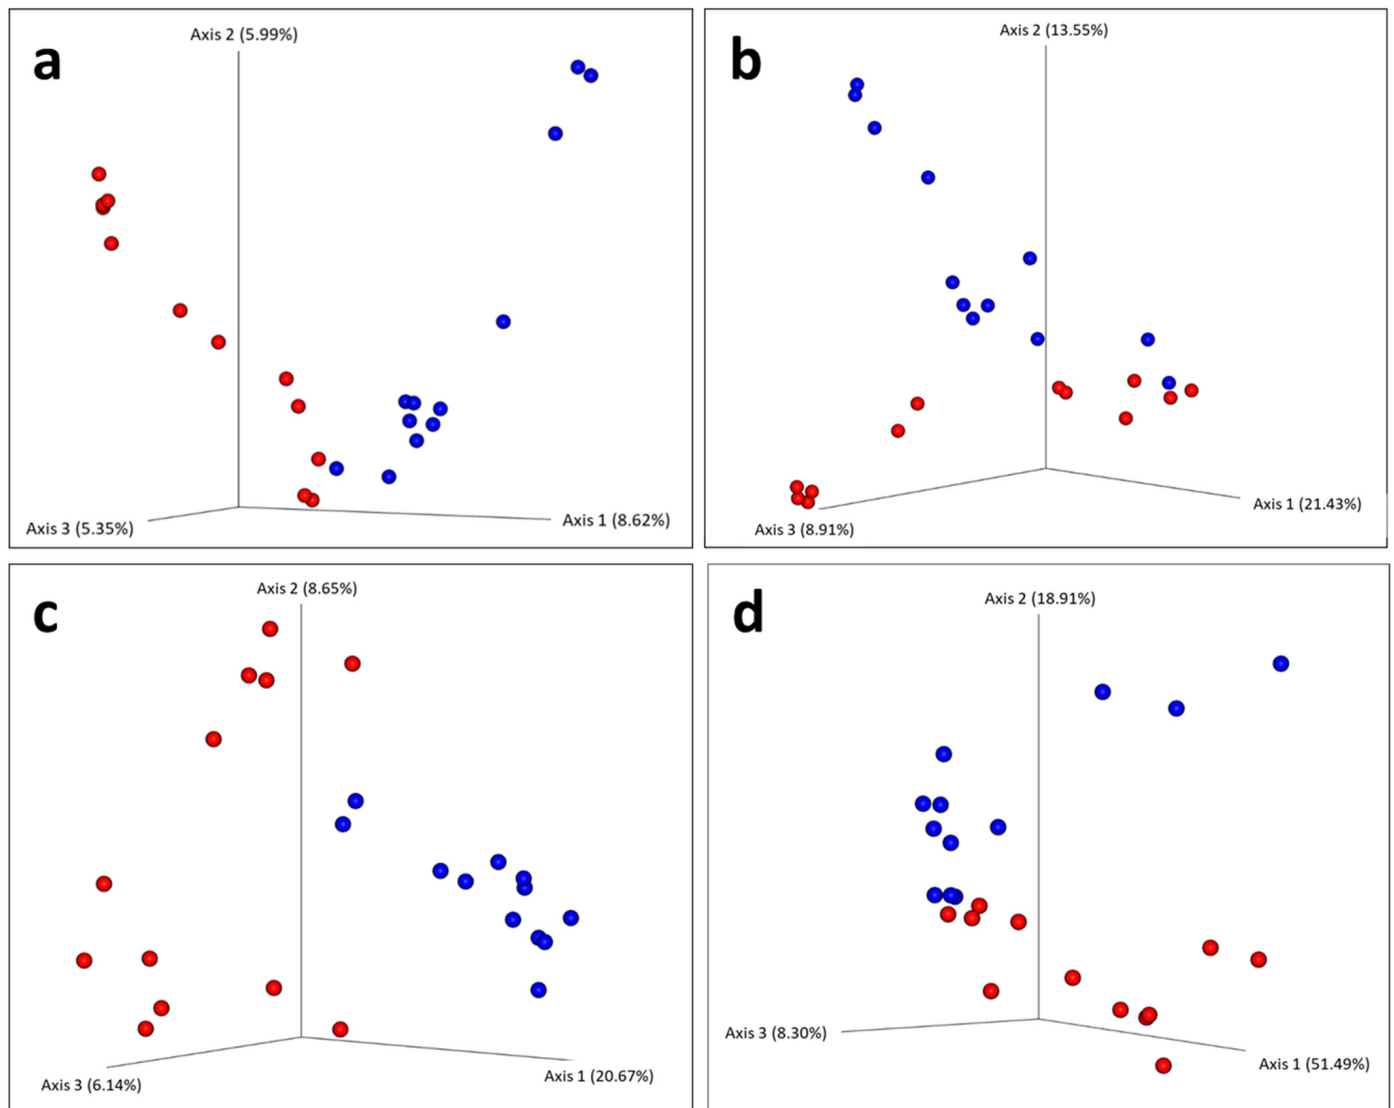 a
Axis 2 (5.99%)
Axis 3 (5.35%)
Axis 1 (8.62%)
b
Axis 2 (13.55%)
Axis 3 (8.91%)
Axis 1 (21.43%)
c
Axis 2 (8.65%)
Axis 3 (6.14%)
Axis 1 (20.67%)
d
Axis 2 (18.91%)
Axis 3 (8.30%)
Axis 1 (51.49%)